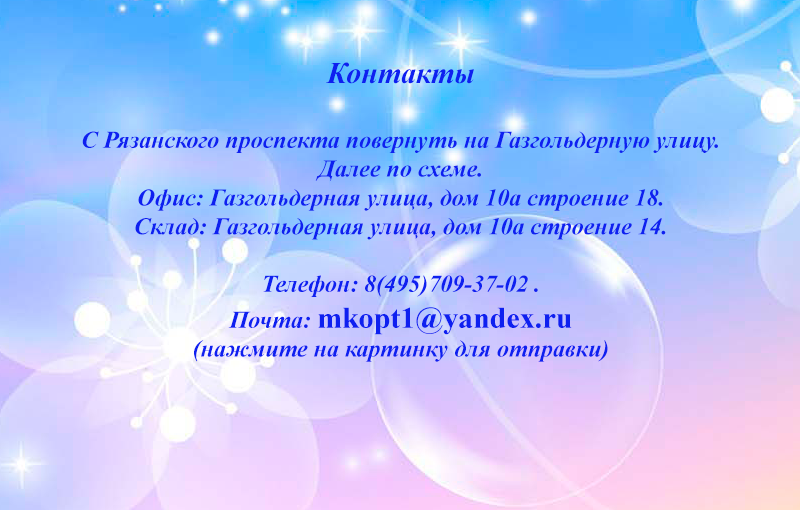 Контакты
С Рязанского проспекта повернуть на Газгольдерную улицу.
Далее по схеме.
Офис: Газгольдерная улица, дом 10а строение 18.
Склад: Газгольдерная улица, дом 10а строение 14.
Телефон: 8(495)709-37-02 .
Почта: mkopt1@yandex.ru
(нажмите на картинку для отправки)